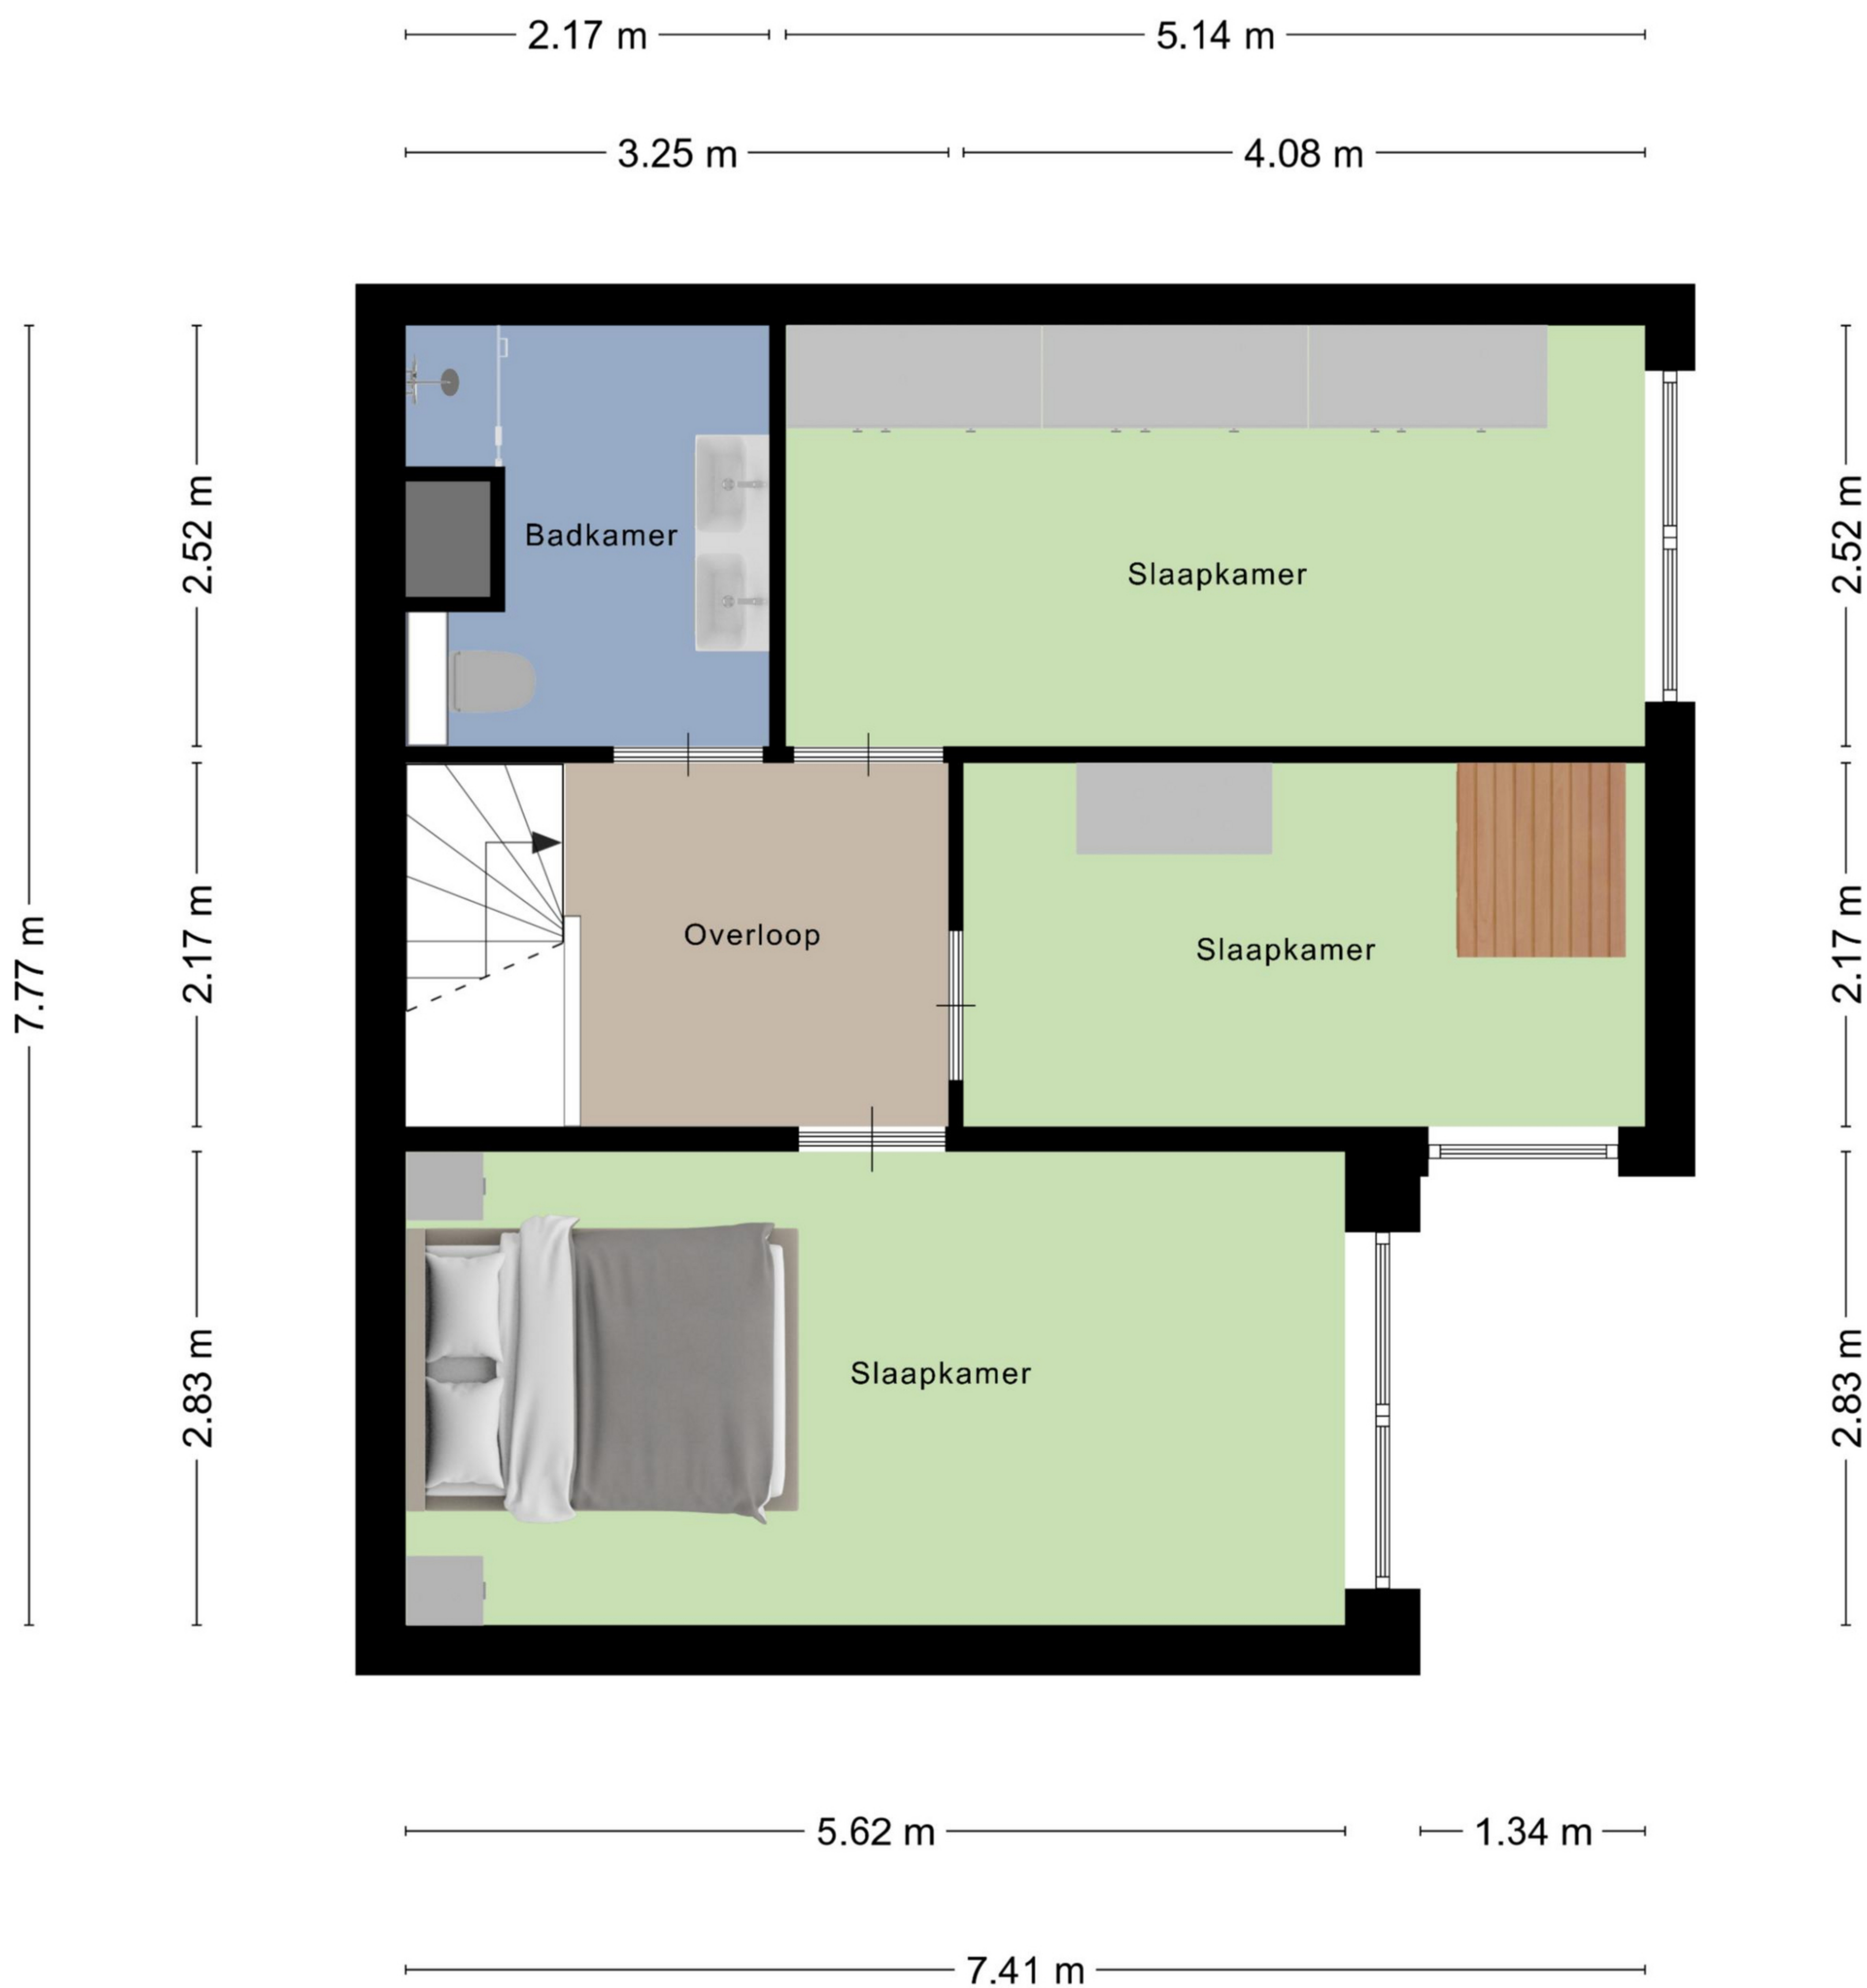 2.17 m
5.14 m
3.25 m
4.08 m
7.77 m
2.52 m
2.17 m
2.83 m
Badkamer
Slaapkamer
Overloop
Slaapkamer
Slaapkamer
2.52 m
2.17 m
2.83 m
5.62 m
1.34 m
7.41 m